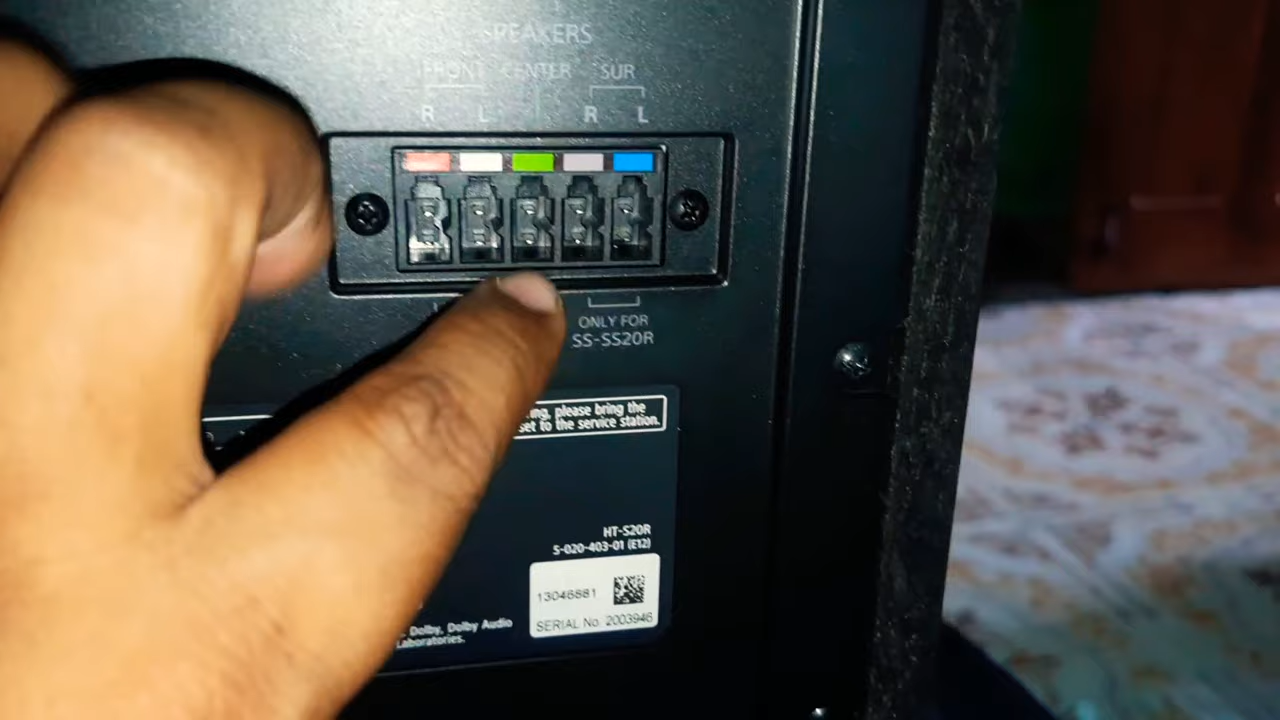 SPEAKERS
FRONT CENTER SUR
R L R L
ONLY FOR
SS-SS20R
please bring the
set to the service station.
HT-S20R
5-020-403-01 (E12)
13046881
SERIAL No. 2003946
Dolby, Dolby Audio
Laboratories.